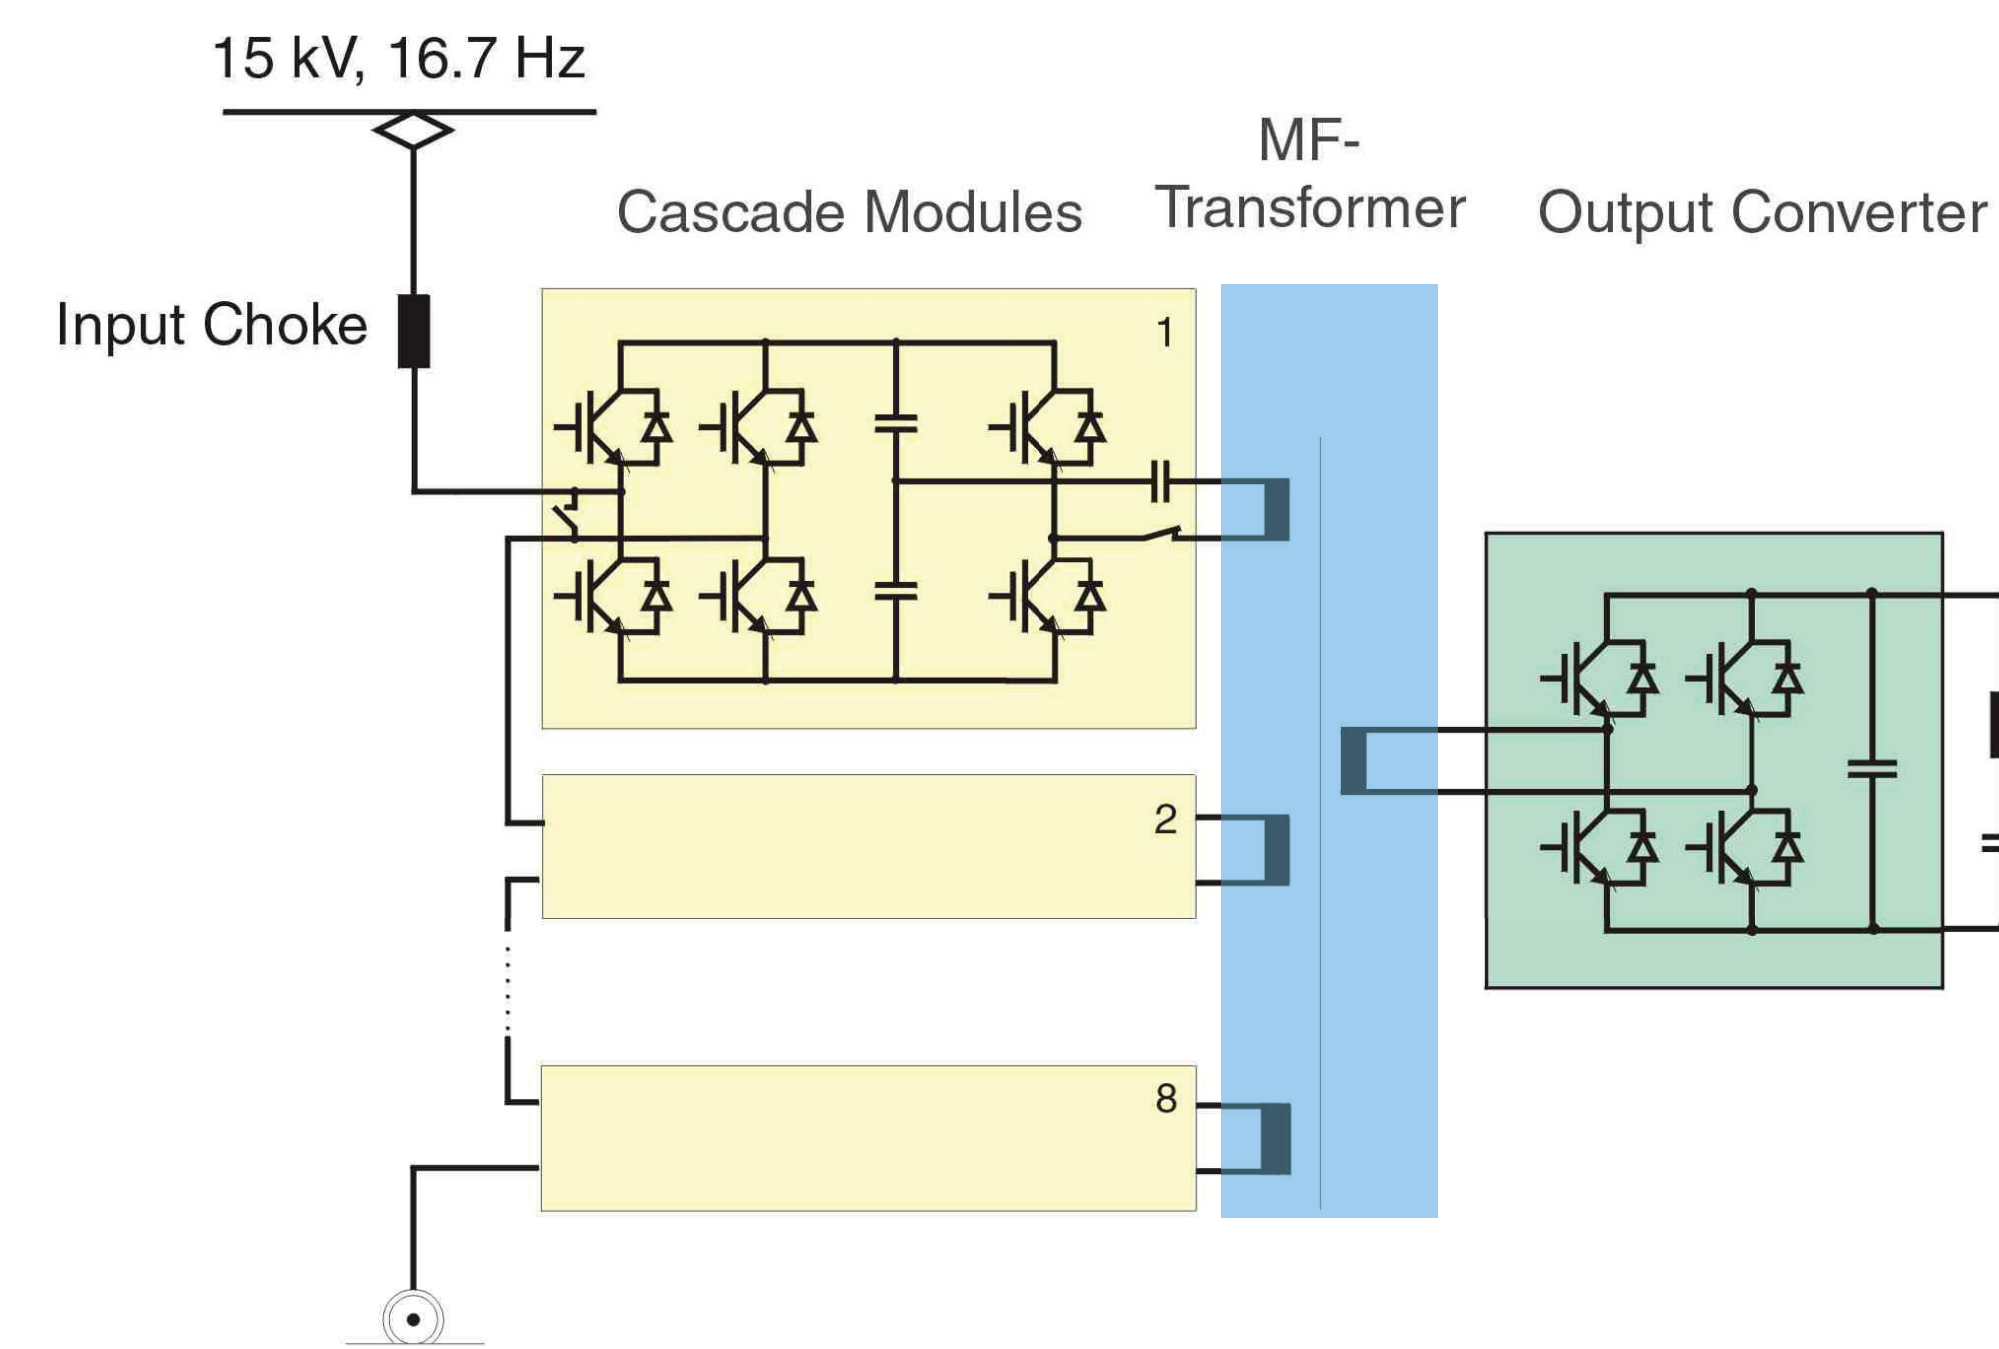 15 kV, 16.7 Hz
MF-
Transformer
Cascade Modules
Output Converter
Input Choke
1
2
8